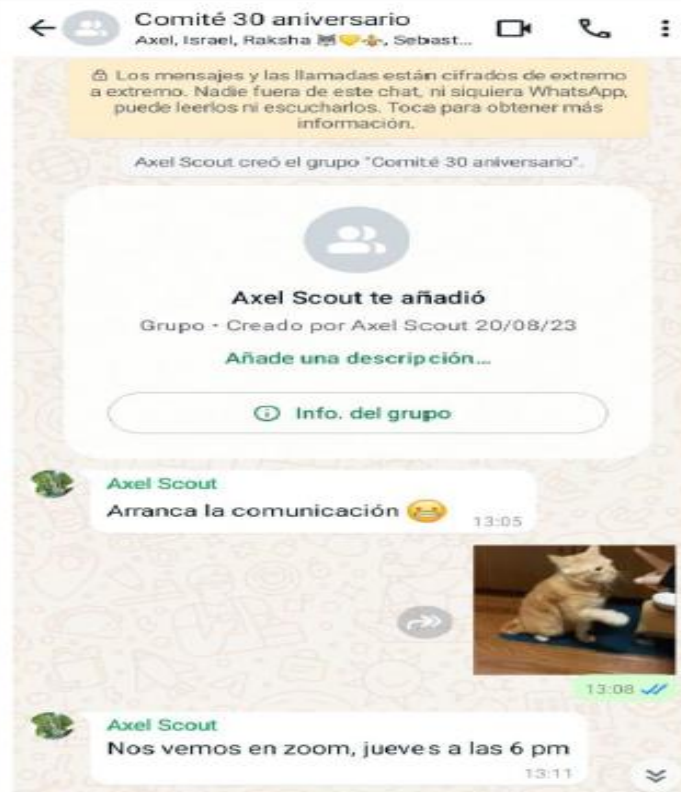 Comité 30 aniversario
Axel, Israel, Raksha 🐺💛⚜️, Sebast...
Los mensajes y las llamadas están cifrados de extremo
a extremo. Nadie fuera de este chat, ni siquiera WhatsApp,
puede leerlos ni escucharlos. Toca para obtener más
información.
Axel Scout creó el grupo "Comité 30 aniversario".
Axel Scout te añadió
Grupo · Creado por Axel Scout 20/08/23
Añade una descripción...
Info. del grupo
Axel Scout
Arranca la comunicación 😬
13:05
13:08
Axel Scout
Nos vemos en zoom, jueves a las 6 pm
13:11